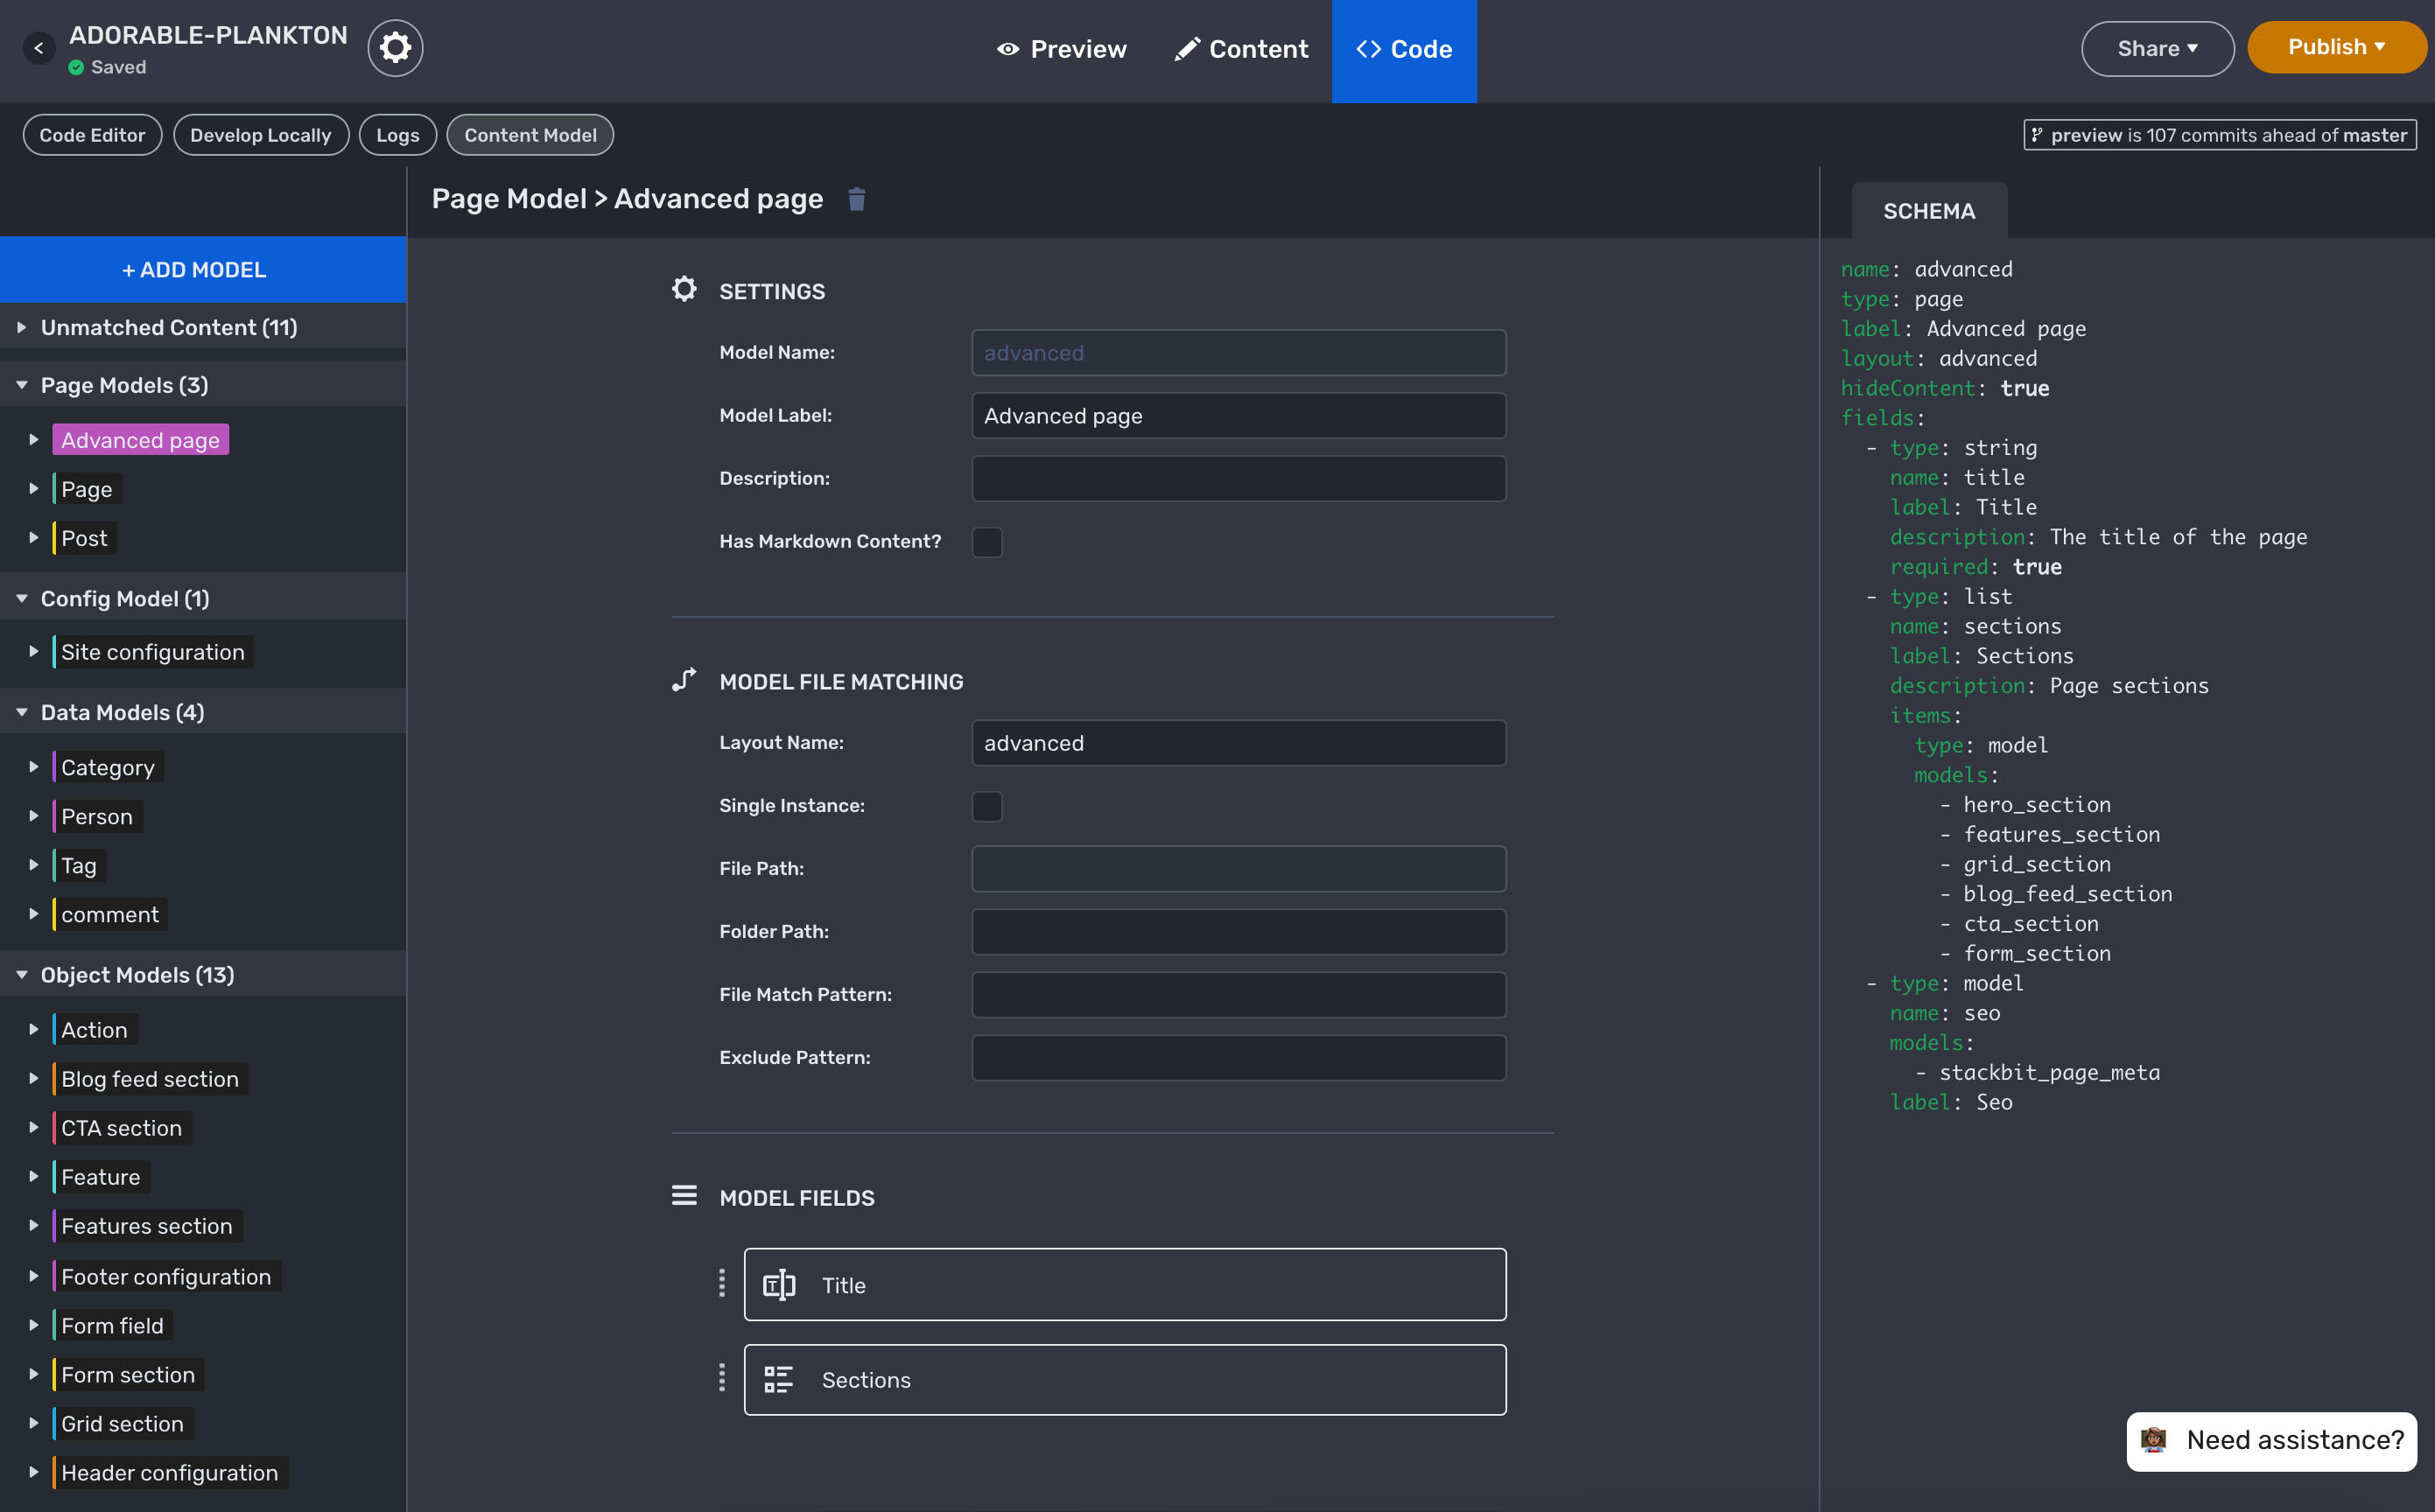 ADORABLE-PLANKTON
Saved
Preview
Content
<> Code
Share
Publish
Code Editor
Develop Locally
Logs
Content Model
preview is 107 commits ahead of master
+ ADD MODEL
Unmatched Content (11)
Page Models (3)
Advanced page
Page
Post
Config Model (1)
Site configuration
Data Models (4)
Category
Person
Tag
comment
Object Models (13)
Action
Blog feed section
CTA section
Feature
Features section
Footer configuration
Form field
Form section
Grid section
Header configuration
Page Model > Advanced page
SETTINGS
Model Name: advanced
Model Label: Advanced page
Description:
Has Markdown Content?
MODEL FILE MATCHING
Layout Name: advanced
Single Instance:
File Path:
Folder Path:
File Match Pattern:
Exclude Pattern:
MODEL FIELDS
Title
Sections
SCHEMA
name: advanced
type: page
label: Advanced page
layout: advanced
hideContent: true
fields:
- type: string
name: title
label: Title
description: The title of the page
required: true
- type: list
name: sections
label: Sections
description: Page sections
items:
type: model
models:
- hero_section
- features_section
- grid_section
- blog_feed_section
- cta_section
- form_section
- type: model
name: seo
models:
- stackbit_page_meta
label: Seo
Need assistance?